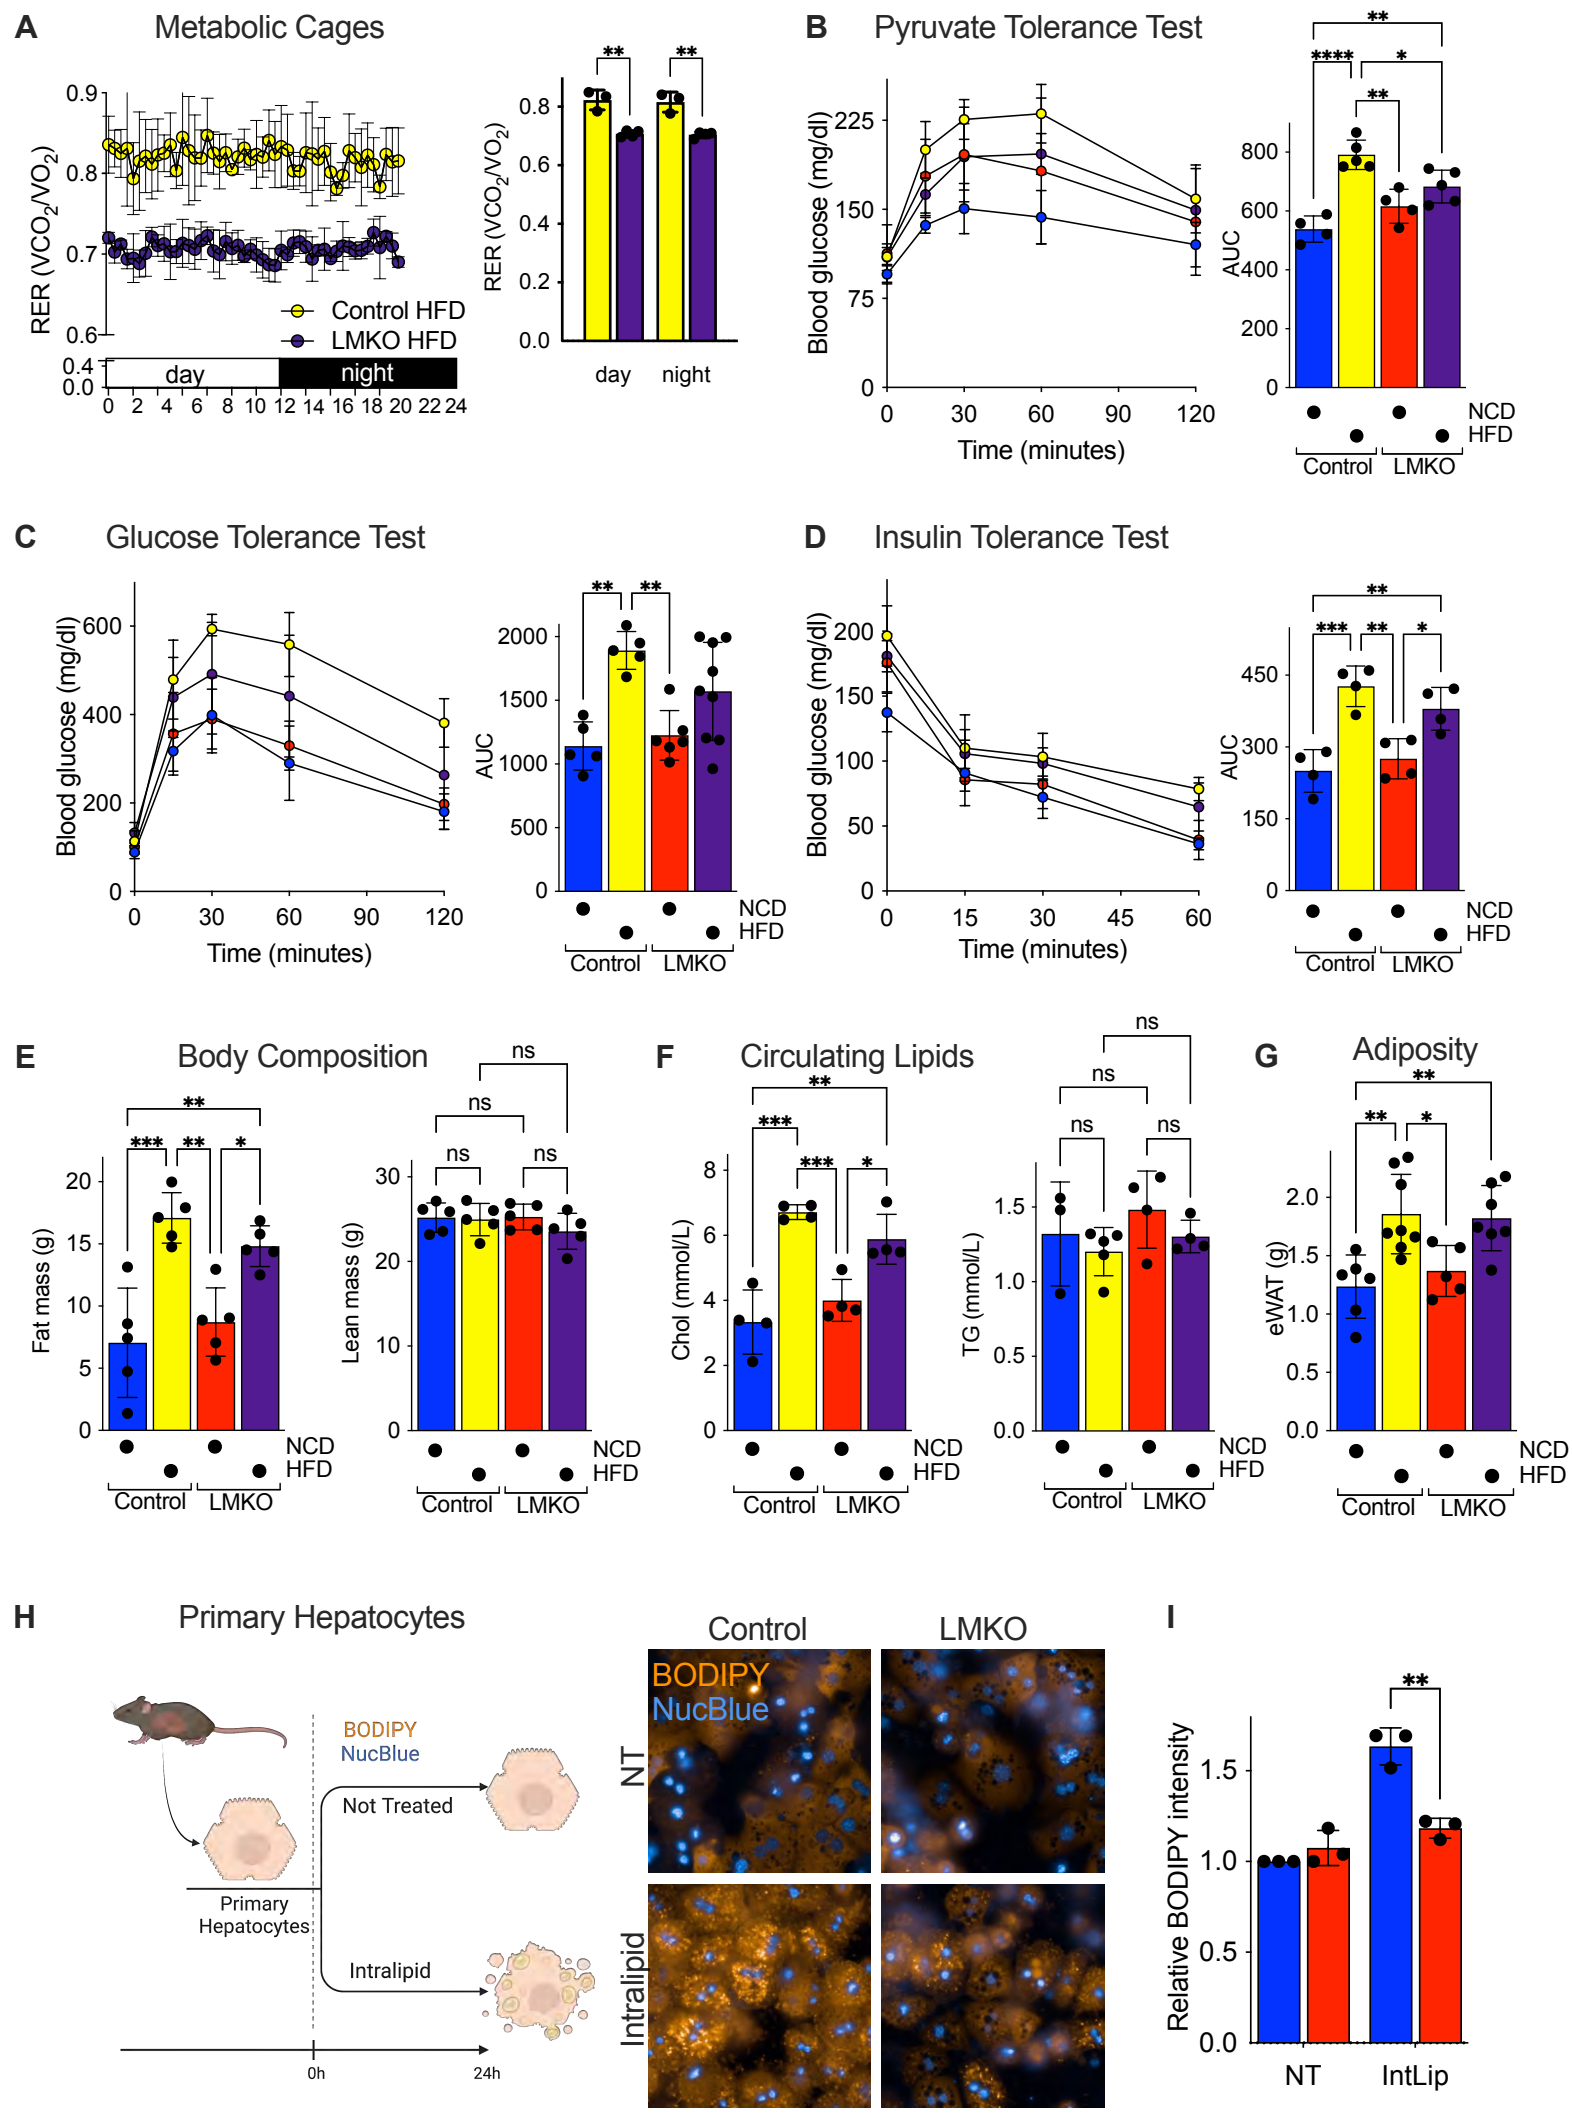 A Metabolic Cages
RER (VCO2/VO2)
0.9
0.8
0.7
0.6
0.4
0.0
Control HFD
LMKO HFD
day night
0 2 4 6 8 10 12 14 16 18 20 22 24
RER (VCO2/VO2)
0.8
0.6
0.4
0.2
0.0
** **
day night
B Pyruvate Tolerance Test
Blood glucose (mg/dl)
225
150
75
0
0 30 60 90 120
Time (minutes)
**
**** *
**
AUC
800
600
400
200
0
NCD
HFD
Control LMKO
C Glucose Tolerance Test
Blood glucose (mg/dl)
600
400
200
0
0 30 60 90 120
Time (minutes)
** **
AUC
2000
1500
1000
500
0
NCD
HFD
Control LMKO
D Insulin Tolerance Test
Blood glucose (mg/dl)
200
150
100
50
0
0 15 30 45 60
Time (minutes)
**
*** ** *
AUC
450
300
150
0
NCD
HFD
Control LMKO
E Body Composition
**
*** ** *
Fat mass (g)
20
15
10
5
0
NCD
HFD
Control LMKO
ns
ns
ns ns
Lean mass (g)
30
20
10
0
NCD
HFD
Control LMKO
F Circulating Lipids
**
***
*** *
Chol (mmol/L)
8
6
4
2
0
NCD
HFD
Control LMKO
ns
ns
ns ns
TG (mmol/L)
1.5
1.0
0.5
0.0
NCD
HFD
Control LMKO
G Adiposity
**
** *
eWAT (g)
2.0
1.5
1.0
0.5
0.0
NCD
HFD
Control LMKO
H Primary Hepatocytes
BODIPY
NucBlue
Not Treated
Primary
Hepatocytes
Intralipid
0h 24h
Control LMKO
BODIPY
NucBlue
NT
Intralipid
I
**
Relative BODIPY intensity
1.5
1.0
0.5
0.0
NT IntLip